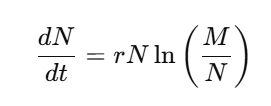 dN/dt = rN ln(M/N)